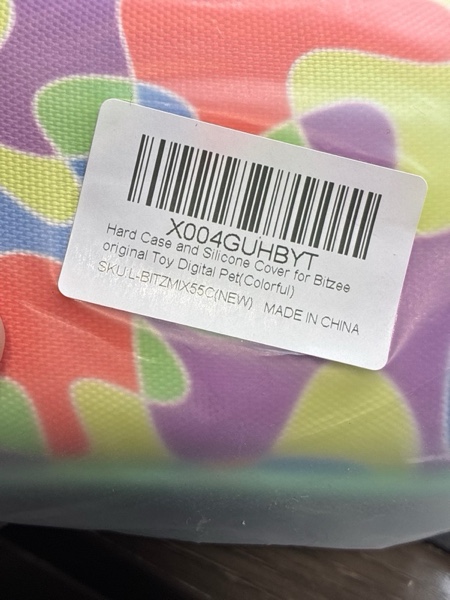 X004GUHBYT
Hard Case and Silicone Cover for Bitzee
original Toy Digital Pet(Colorful)
SKU:L-BITZMIX55C(NEW) MADE IN CHINA